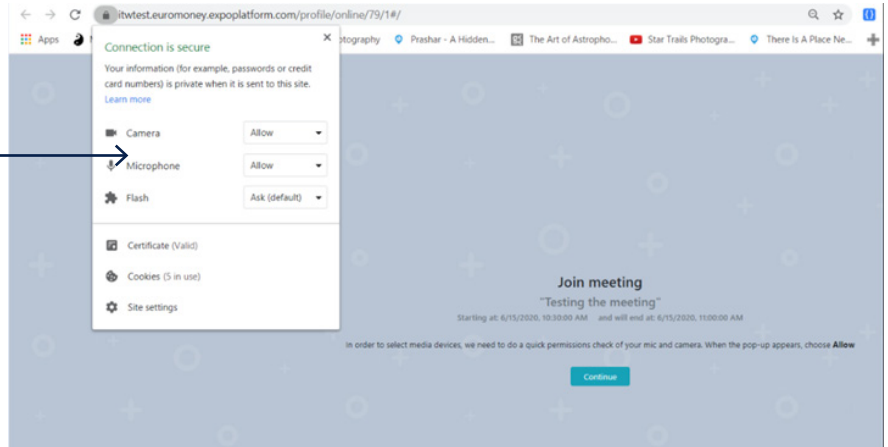 itwtest.euromoney.expoplatform.com/profile/online/79/1#/
Apps
otography
Prashar - A Hidden...
The Art of Astropho...
Star Trails Photogra...
There Is A Place Ne...
Connection is secure
Your information (for example, passwords or credit
card numbers) is private when it is sent to this site.
Learn more
Camera
Allow
Microphone
Allow
Flash
Ask (default)
Certificate (Valid)
Cookies (5 in use)
Site settings
Join meeting
"Testing the meeting"
Starting at: 6/15/2020, 10:30:00 AM and will end at: 6/15/2020, 11:00:00 AM
In order to select media devices, we need to do a quick permissions check of your mic and camera. When the pop-up appears, choose Allow
Continue